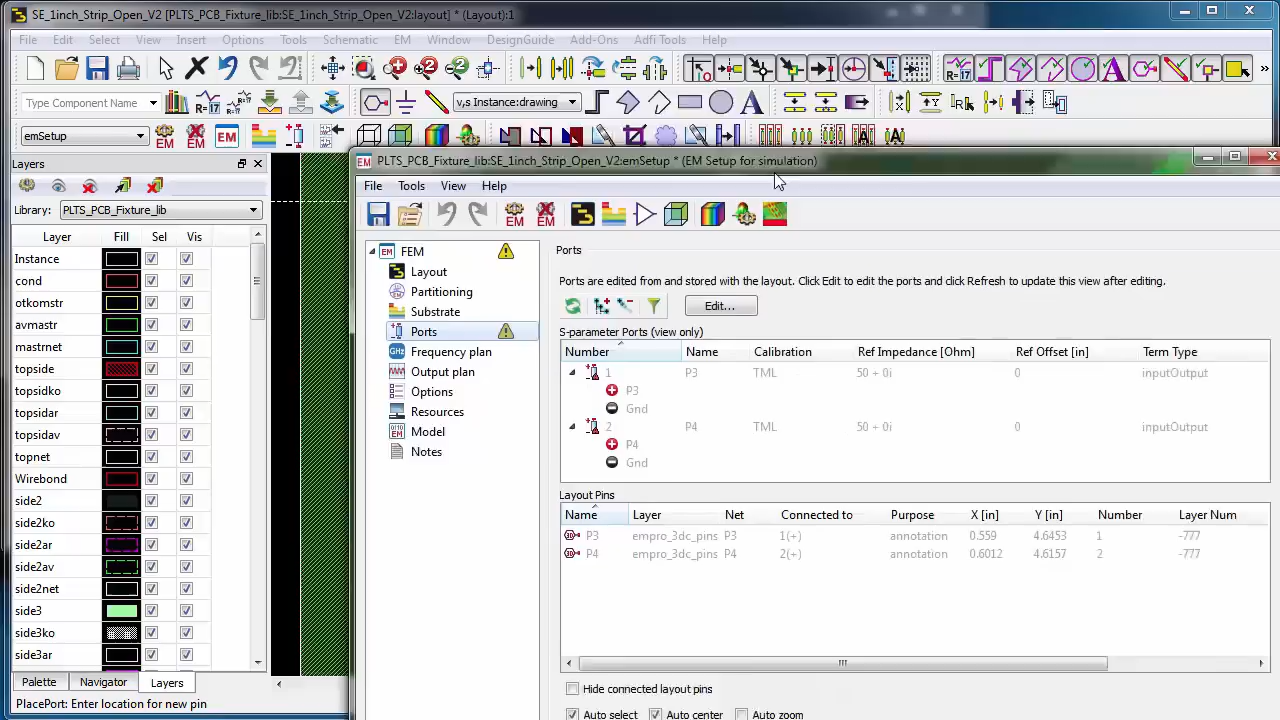 SE_1inch_Strip_Open_V2 [PLTS_PCB_Fixture_lib:SE_1inch_Strip_Open_V2:layout] * (Layout):1
File Edit Select View Insert Options Tools Schematic EM Window DesignGuide Add-Ons Adfi Tools Help
Type Component Name v,s Instance:drawing
emSetup EM EM EM
Layers
Library: PLTS_PCB_Fixture_lib
Layer Fill Sel Vis
Instance
cond
otkomstr
avmastr
mastrnet
topside
topsidko
topsidar
topsidav
topnet
Wirebond
side2
side2ko
side2ar
side2av
side2net
side3
side3ko
side3ar
Palette Navigator Layers
PlacePort: Enter location for new pin
EM PLTS_PCB_Fixture_lib:SE_1inch_Strip_Open_V2:emSetup * (EM Setup for simulation)
File Tools View Help
EM EM
EM FEM
Layout
Partitioning
Substrate
Ports
GHz Frequency plan
Output plan
Options
Resources
Model
Notes
Ports
Ports are edited from and stored with the layout. Click Edit to edit the ports and click Refresh to update this view after editing.
Edit...
S-parameter Ports (view only)
Number Name Calibration Ref Impedance [Ohm] Ref Offset [in] Term Type
1 P3 TML 50 + 0i 0 inputOutput
P3
Gnd
2 P4 TML 50 + 0i 0 inputOutput
P4
Gnd
Layout Pins
Name Layer Net Connected to Purpose X [in] Y [in] Number Layer Num
P3 empro_3dc_pins P3 1(+) annotation 0.559 4.6453 1 -777
P4 empro_3dc_pins P4 2(+) annotation 0.6012 4.6157 2 -777
Hide connected layout pins
Auto select Auto center Auto zoom